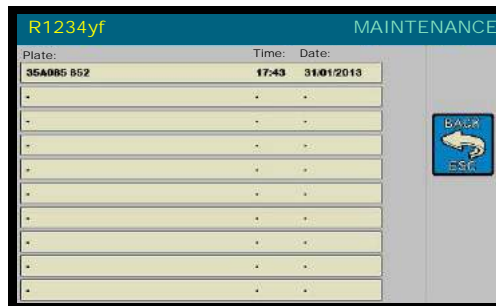 R1234yf MAINTENANCE
Plate: Time: Date:
35A085 852 17:43 31/01/2013
- - -
- - -
- - -
- - -
- - -
- - -
- - -
- - -
- - -
BACK
ESC